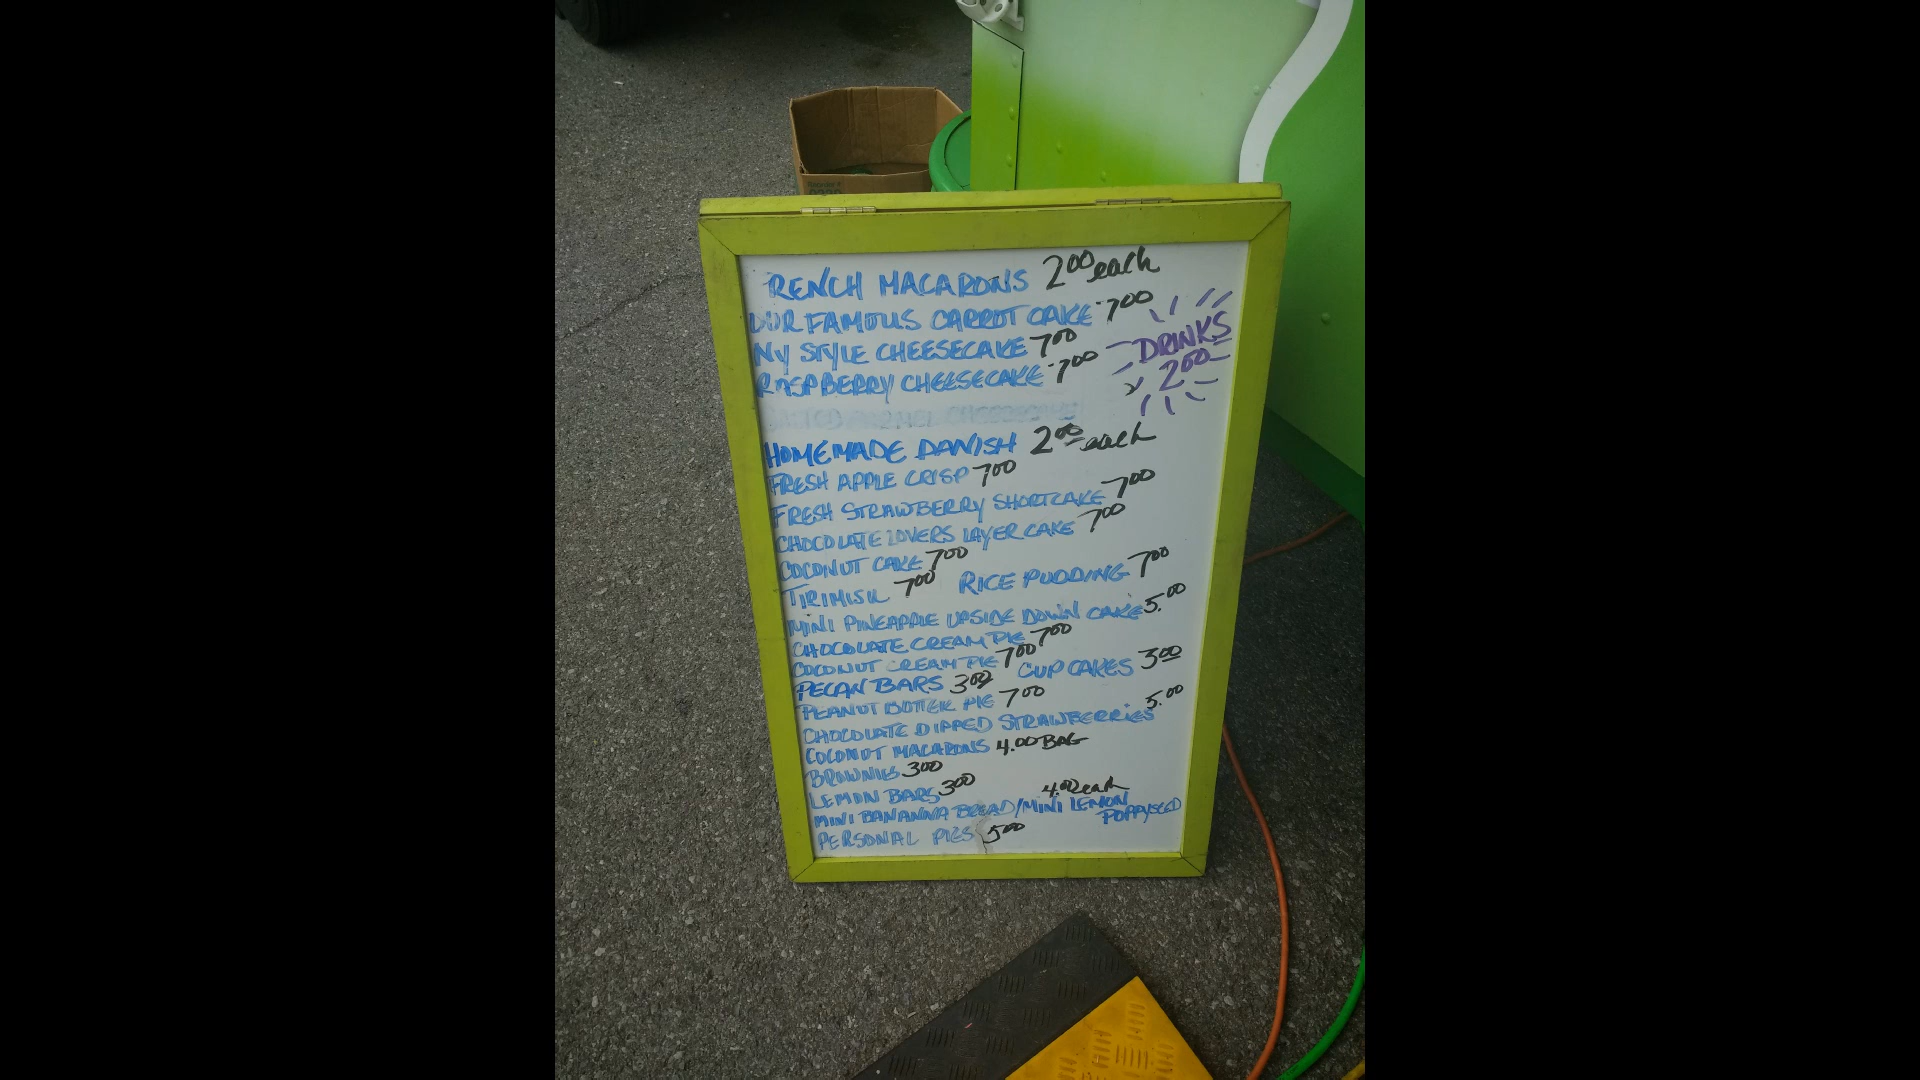 RENCH MACARONS 2.00 each
OUR FAMOUS CARROT CAKE 7.00
NY STYLE CHEESECAKE 7.00
RASPBERRY CHEESECAKE 7.00
DRINKS
2.00
CHEESECAKE
HOMEMADE DANISH 2.00 each
FRESH APPLE CRISP 7.00
FRESH STRAWBERRY SHORTCAKE 7.00
CHOCOLATE LOVERS LAYER CAKE 7.00
COCONUT CAKE 7.00
TIRIMISU 7.00 RICE PUDDING 7.00
MINI PINEAPPLE UPSIDE DOWN CAKE 5.00
CHOCOLATE CREAM PIE 7.00
COCONUT CREAM PIE 7.00
PECAN BARS 3.00 CUPCAKES 3.00
PEANUT BUTTER PIE 7.00
CHOCOLATE DIPPED STRAWBERRIES 5.00
COCONUT MACARONS 4.00 BAG
BROWNIES 3.00
LEMON BARS 3.00
MINI BANANNA BREAD/MINI LEMON POPPYSEED 4.00 each
PERSONAL PIES 5.00